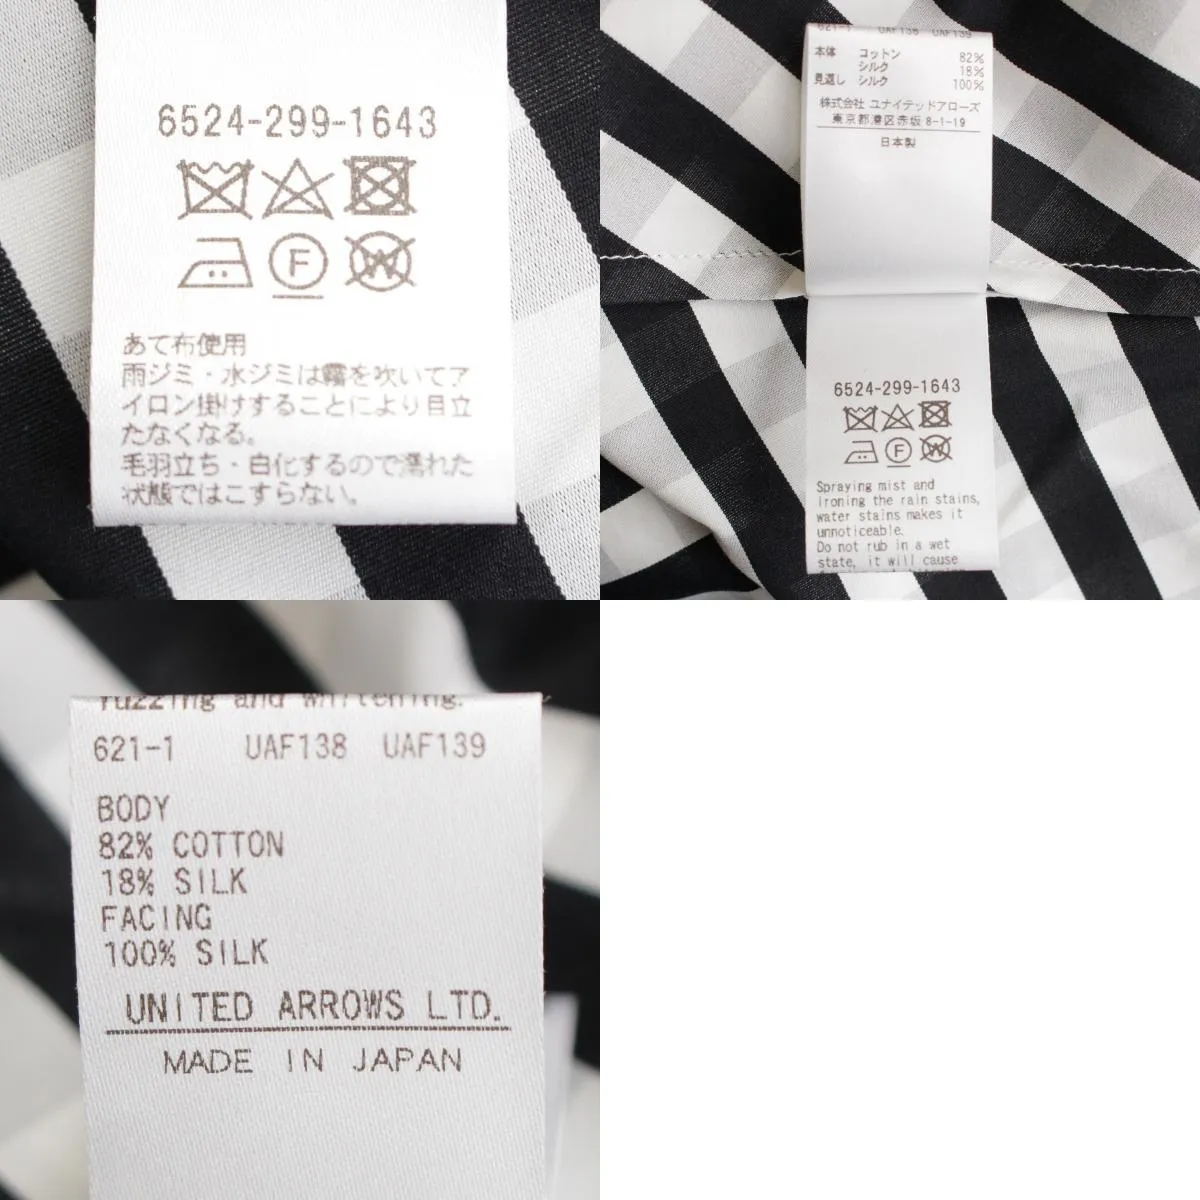 6524-299-1643
F
W
あて布使用
雨ジミ・水ジミは霧を吹いてア
イロン掛けすることにより目立
たなくなる。
毛羽立ち・白化するので濡れた
状態ではこすらない。
621-1 UAF138 UAF139
本体 コットン 82%
シルク 18%
見返し シルク 100%
株式会社 ユナイテッドアローズ
東京都港区赤坂 8-1-19
日本製
6524-299-1643
F
W
Spraying mist and
ironing the rain stains,
water stains makes it
unnoticeable.
Do not rub in a wet
state, it will cause
fuzzing and whitening.
621-1 UAF138 UAF139
BODY
82% COTTON
18% SILK
FACING
100% SILK
UNITED ARROWS LTD.
MADE IN JAPAN